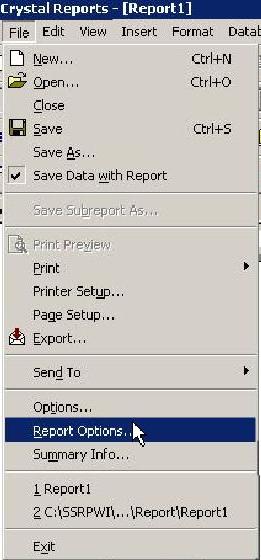 Crystal Reports - [Report1]
File Edit View Insert Format Datab
New... Ctrl+N
Open... Ctrl+O
Close
Save Ctrl+S
Save As...
Save Data with Report
Save Subreport As...
Print Preview
Print
Printer Setup...
Page Setup...
Export...
Send To
Options...
Report Options...
Summary Info...
1 Report1
2 C:\SSRPWI\...\Report\Report1
Exit